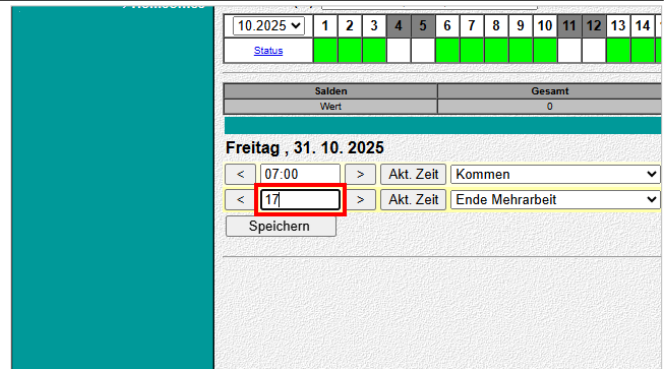 10.2025 1 2 3 4 5 6 7 8 9 10 11 12 13 14
Status
Salden Gesamt
Wert 0
Freitag , 31. 10. 2025
< 07:00 > Akt. Zeit Kommen
< 17 > Akt. Zeit Ende Mehrarbeit
Speichern